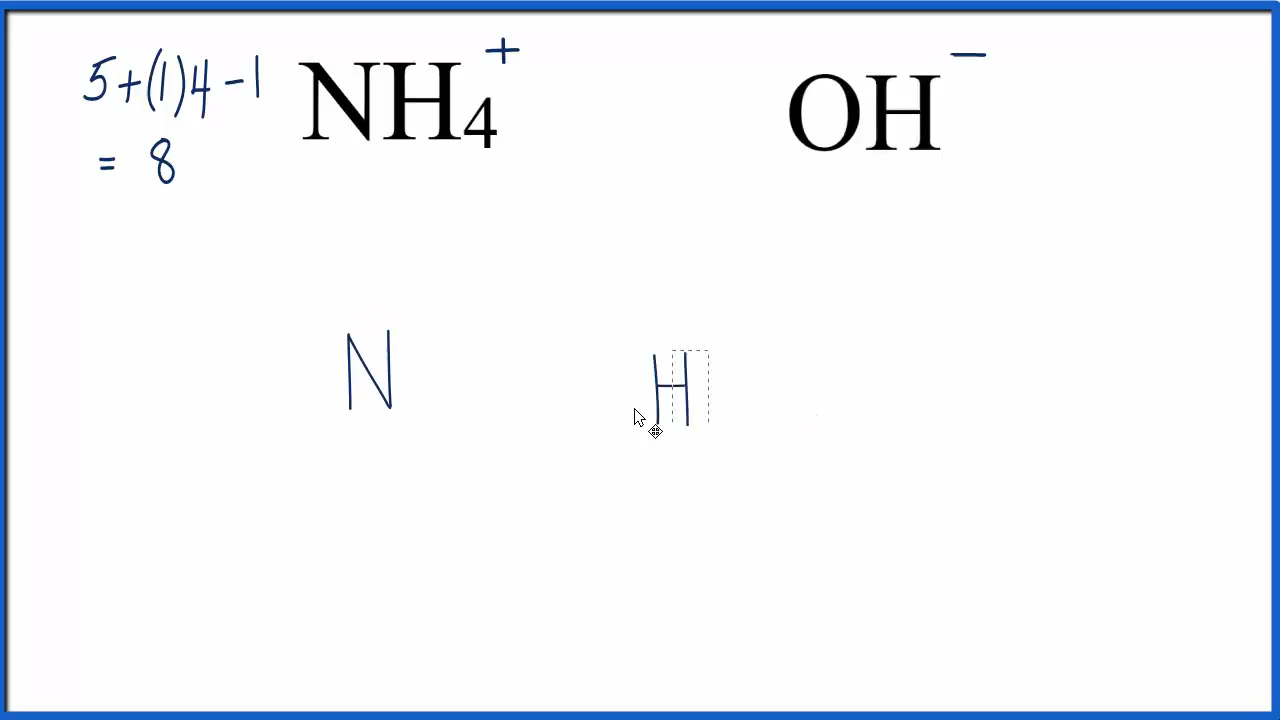 5+(1)4-1 NH₄⁺ OH⁻
= 8
N H